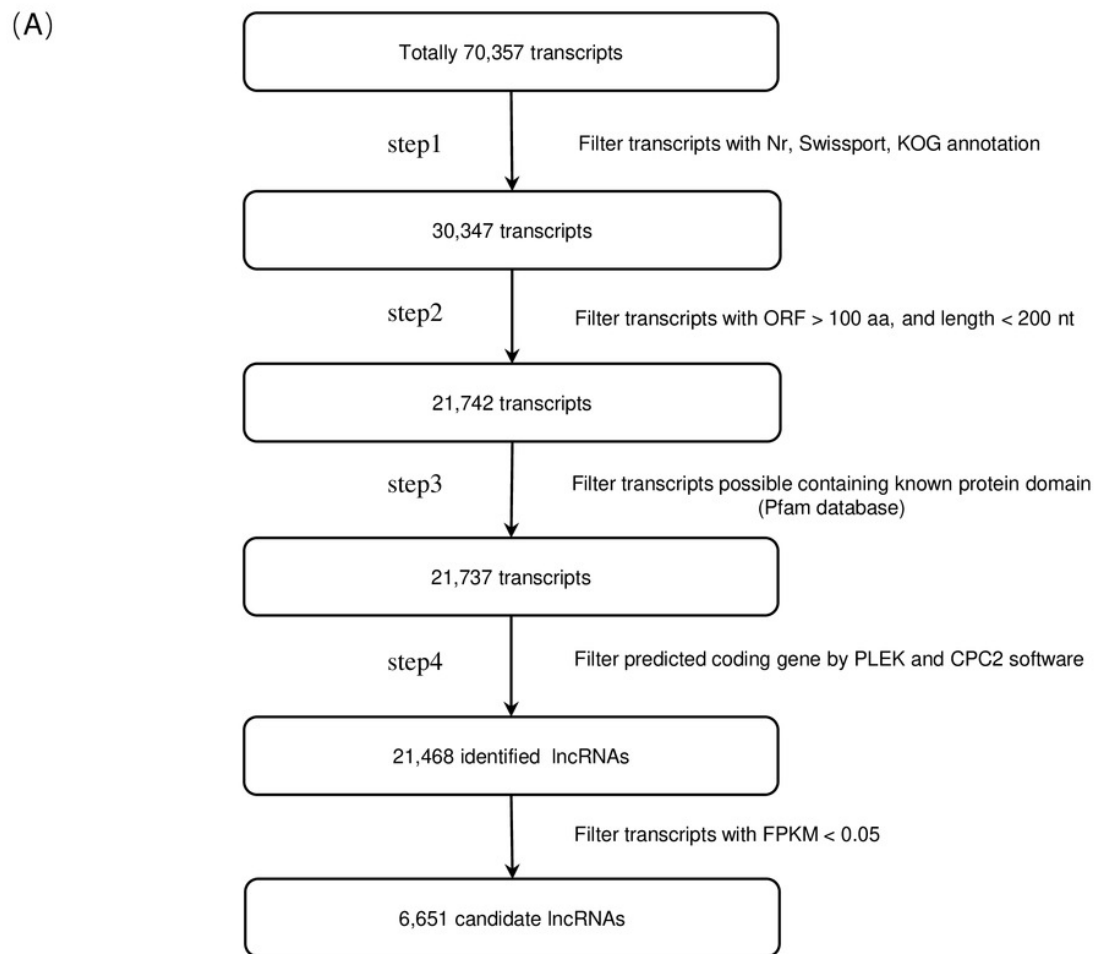 (A)
Totally 70,357 transcripts
step1
Filter transcripts with Nr, Swissport, KOG annotation
30,347 transcripts
step2
Filter transcripts with ORF > 100 aa, and length < 200 nt
21,742 transcripts
step3
Filter transcripts possible containing known protein domain
(Pfam database)
21,737 transcripts
step4
Filter predicted coding gene by PLEK and CPC2 software
21,468 identified lncRNAs
Filter transcripts with FPKM < 0.05
6,651 candidate lncRNAs